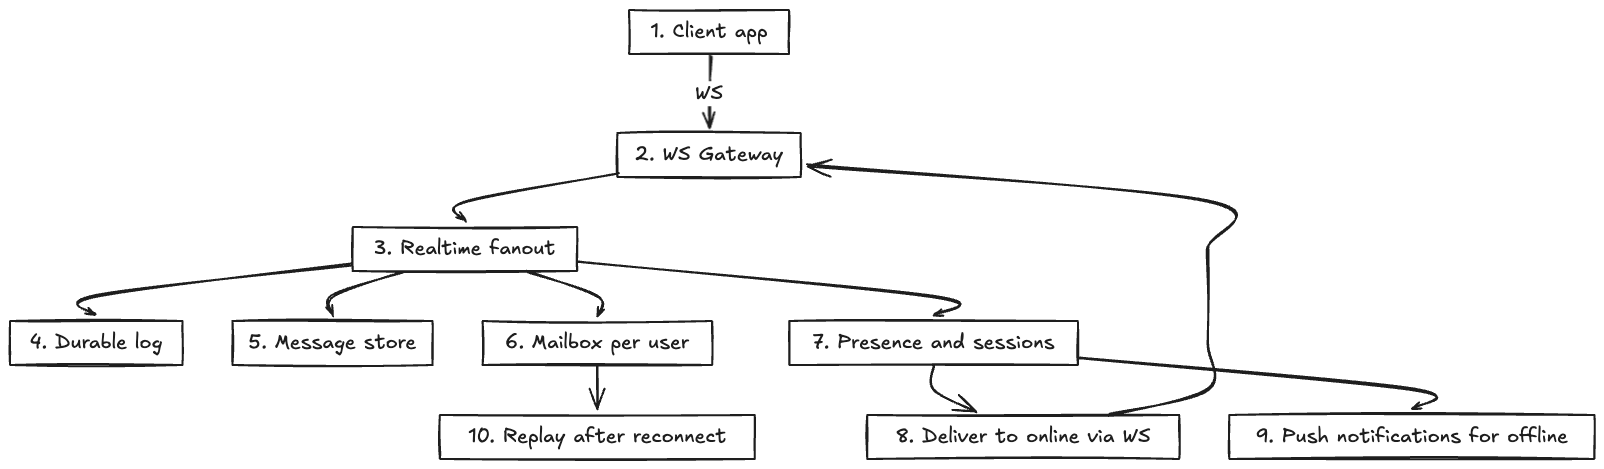 1. Client app
WS
2. WS Gateway
3. Realtime fanout
4. Durable log
5. Message store
6. Mailbox per user
7. Presence and sessions
10. Replay after reconnect
8. Deliver to online via WS
9. Push notifications for offline